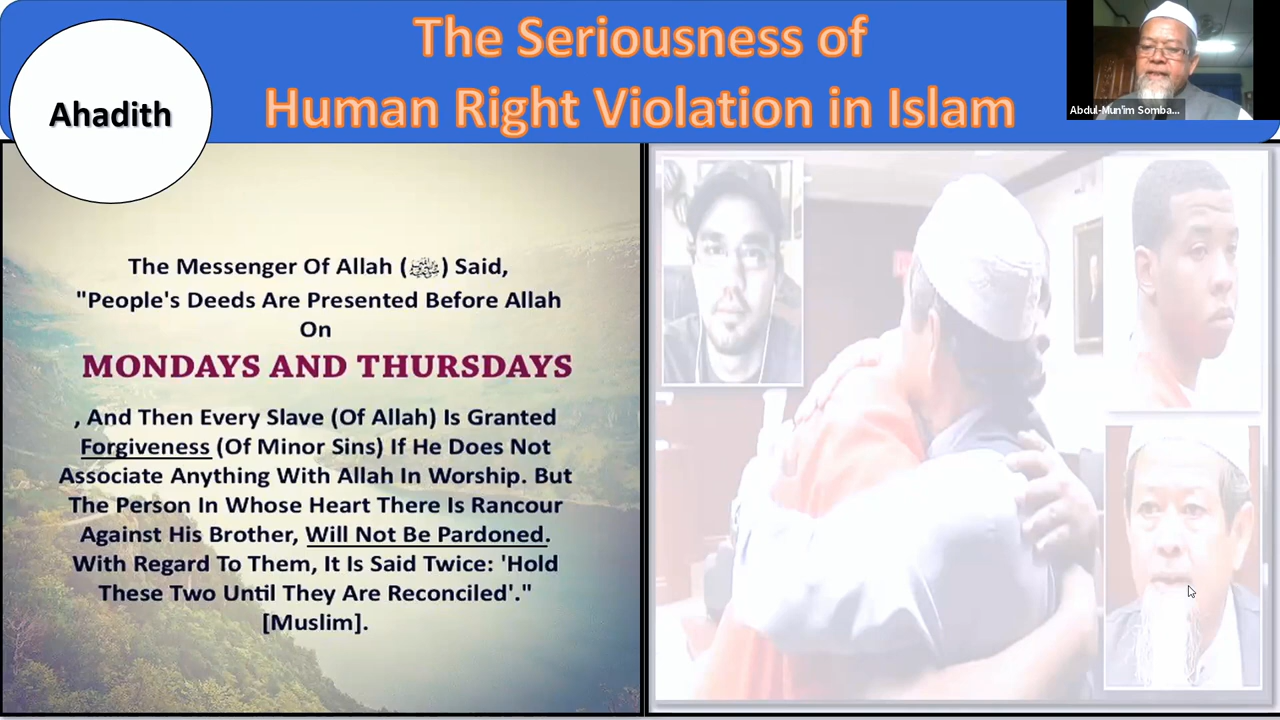 The Seriousness of
Human Right Violation in Islam
Ahadith
Abdul-Mun'im Somba...
The Messenger Of Allah (ﷺ) Said,
"People's Deeds Are Presented Before Allah
On
MONDAYS AND THURSDAYS
, And Then Every Slave (Of Allah) Is Granted
Forgiveness (Of Minor Sins) If He Does Not
Associate Anything With Allah In Worship. But
The Person In Whose Heart There Is Rancour
Against His Brother, Will Not Be Pardoned.
With Regard To Them, It Is Said Twice: 'Hold
These Two Until They Are Reconciled'."
[Muslim].